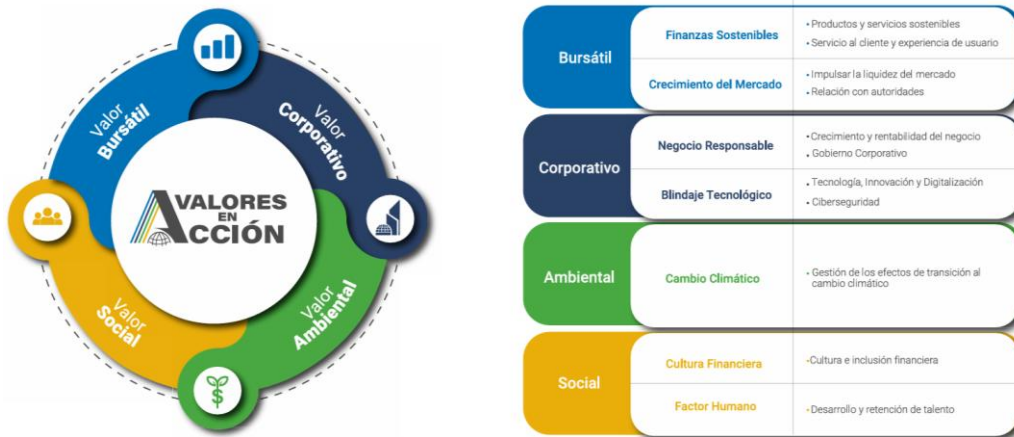 Valor
Bursátil
Valor
Corporativo
VALORES
EN
ACCIÓN
Valor
Social
Valor
Ambiental
Bursátil
Finanzas Sostenibles
• Productos y servicios sostenibles
• Servicio al cliente y experiencia de usuario
Crecimiento del Mercado
• Impulsar la liquidez del mercado
• Relación con autoridades
Corporativo
Negocio Responsable
• Crecimiento y rentabilidad del negocio
• Gobierno Corporativo
Blindaje Tecnológico
• Tecnología, Innovación y Digitalización
• Ciberseguridad
Ambiental
Cambio Climático
• Gestión de los efectos de transición al
cambio climático
Social
Cultura Financiera
•Cultura e inclusión financiera
Factor Humano
•Desarrollo y retención de talento